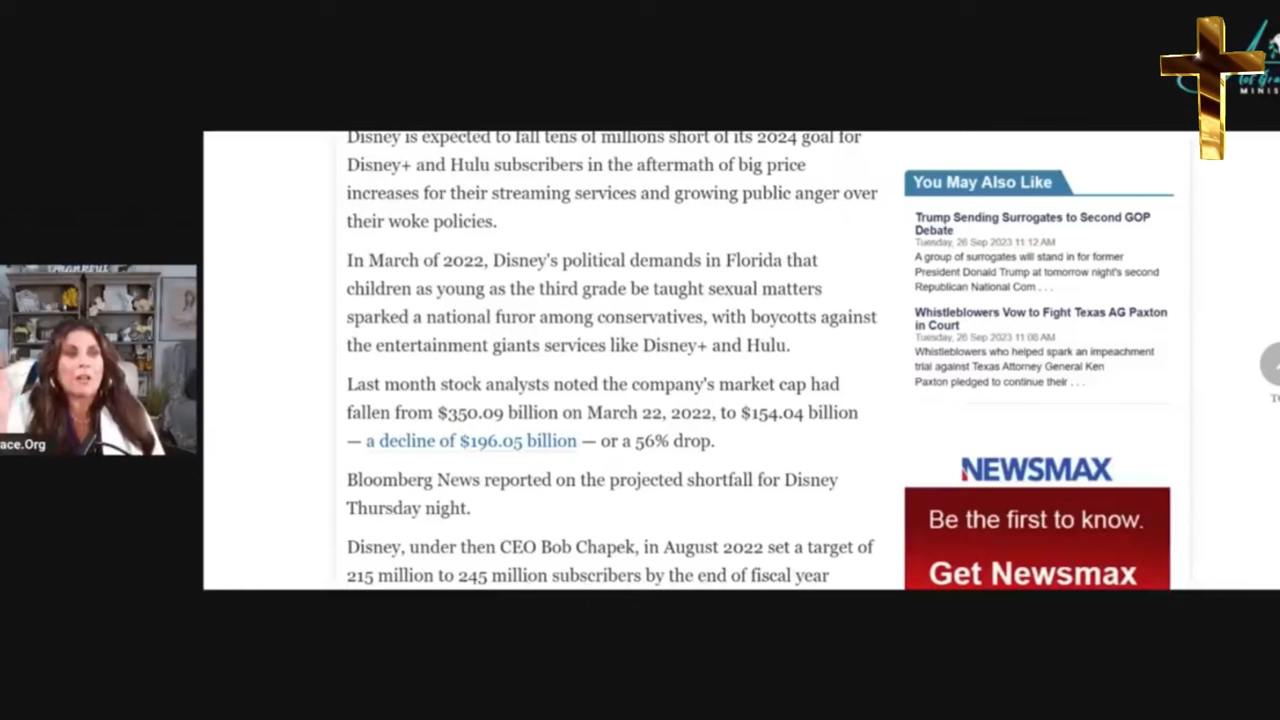 Disney is expected to fall tens of millions short of its 2024 goal for
Disney+ and Hulu subscribers in the aftermath of big price
increases for their streaming services and growing public anger over
their woke policies.
In March of 2022, Disney's political demands in Florida that
children as young as the third grade be taught sexual matters
sparked a national furor among conservatives, with boycotts against
the entertainment giants services like Disney+ and Hulu.
Last month stock analysts noted the company's market cap had
fallen from $350.09 billion on March 22, 2022, to $154.04 billion
— a decline of $196.05 billion — or a 56% drop.
Bloomberg News reported on the projected shortfall for Disney
Thursday night.
Disney, under then CEO Bob Chapek, in August 2022 set a target of
215 million to 245 million subscribers by the end of fiscal year
You May Also Like
Trump Sending Surrogates to Second GOP
Debate
Tuesday, 26 Sep 2023 11:12 AM
A group of surrogates will stand in for former
President Donald Trump at tomorrow night's second
Republican National Com . . .
Whistleblowers Vow to Fight Texas AG Paxton
in Court
Tuesday, 26 Sep 2023 11:06 AM
Whistleblowers who helped spark an impeachment
trial against Texas Attorney General Ken
Paxton pledged to continue their . . .
NEWSMAX
Be the first to know.
Get Newsmax
ace.Org
MINIS